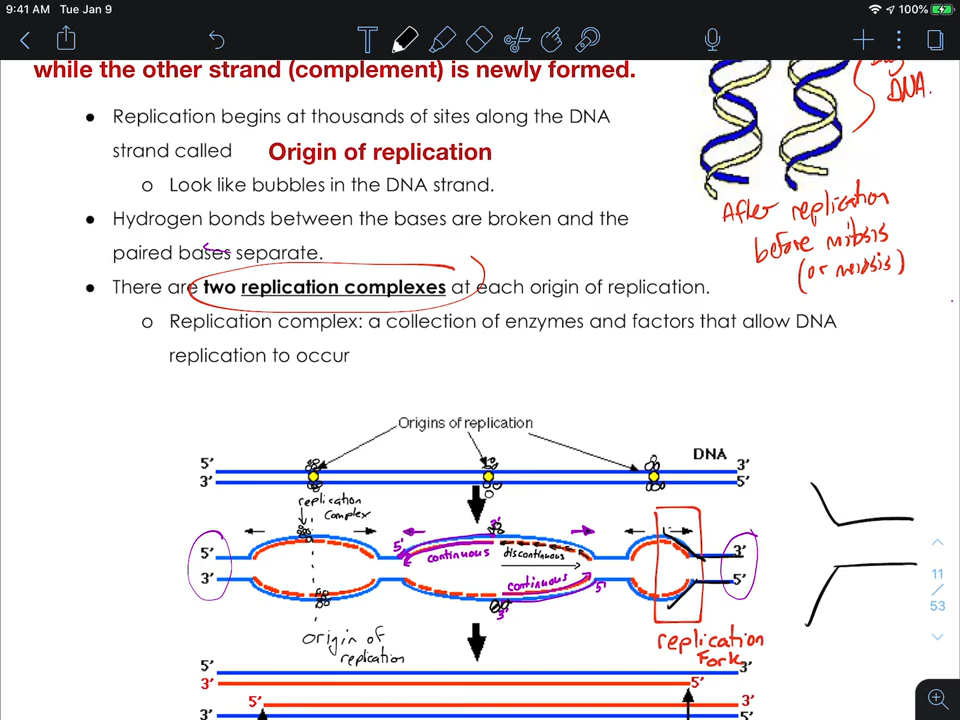 9:41 AM Tue Jan 9
100%
while the other strand (complement) is newly formed.
DNA.
● Replication begins at thousands of sites along the DNA
strand called Origin of replication
o Look like bubbles in the DNA strand.
● Hydrogen bonds between the bases are broken and the
paired bases separate.
After replication
before mitosis
(or meiosis)
● There are two replication complexes at each origin of replication.
o Replication complex: a collection of enzymes and factors that allow DNA
replication to occur
Origins of replication
DNA
5' 3'
3' 5'
replication
complex
3'
5' 5' 3'
continuous discontinuous
3' continuous 5' 5'
3'
origin of
replication
replication
Fork
5' 3'
3' 5'
5' 3'
3' 5'
11
/
53